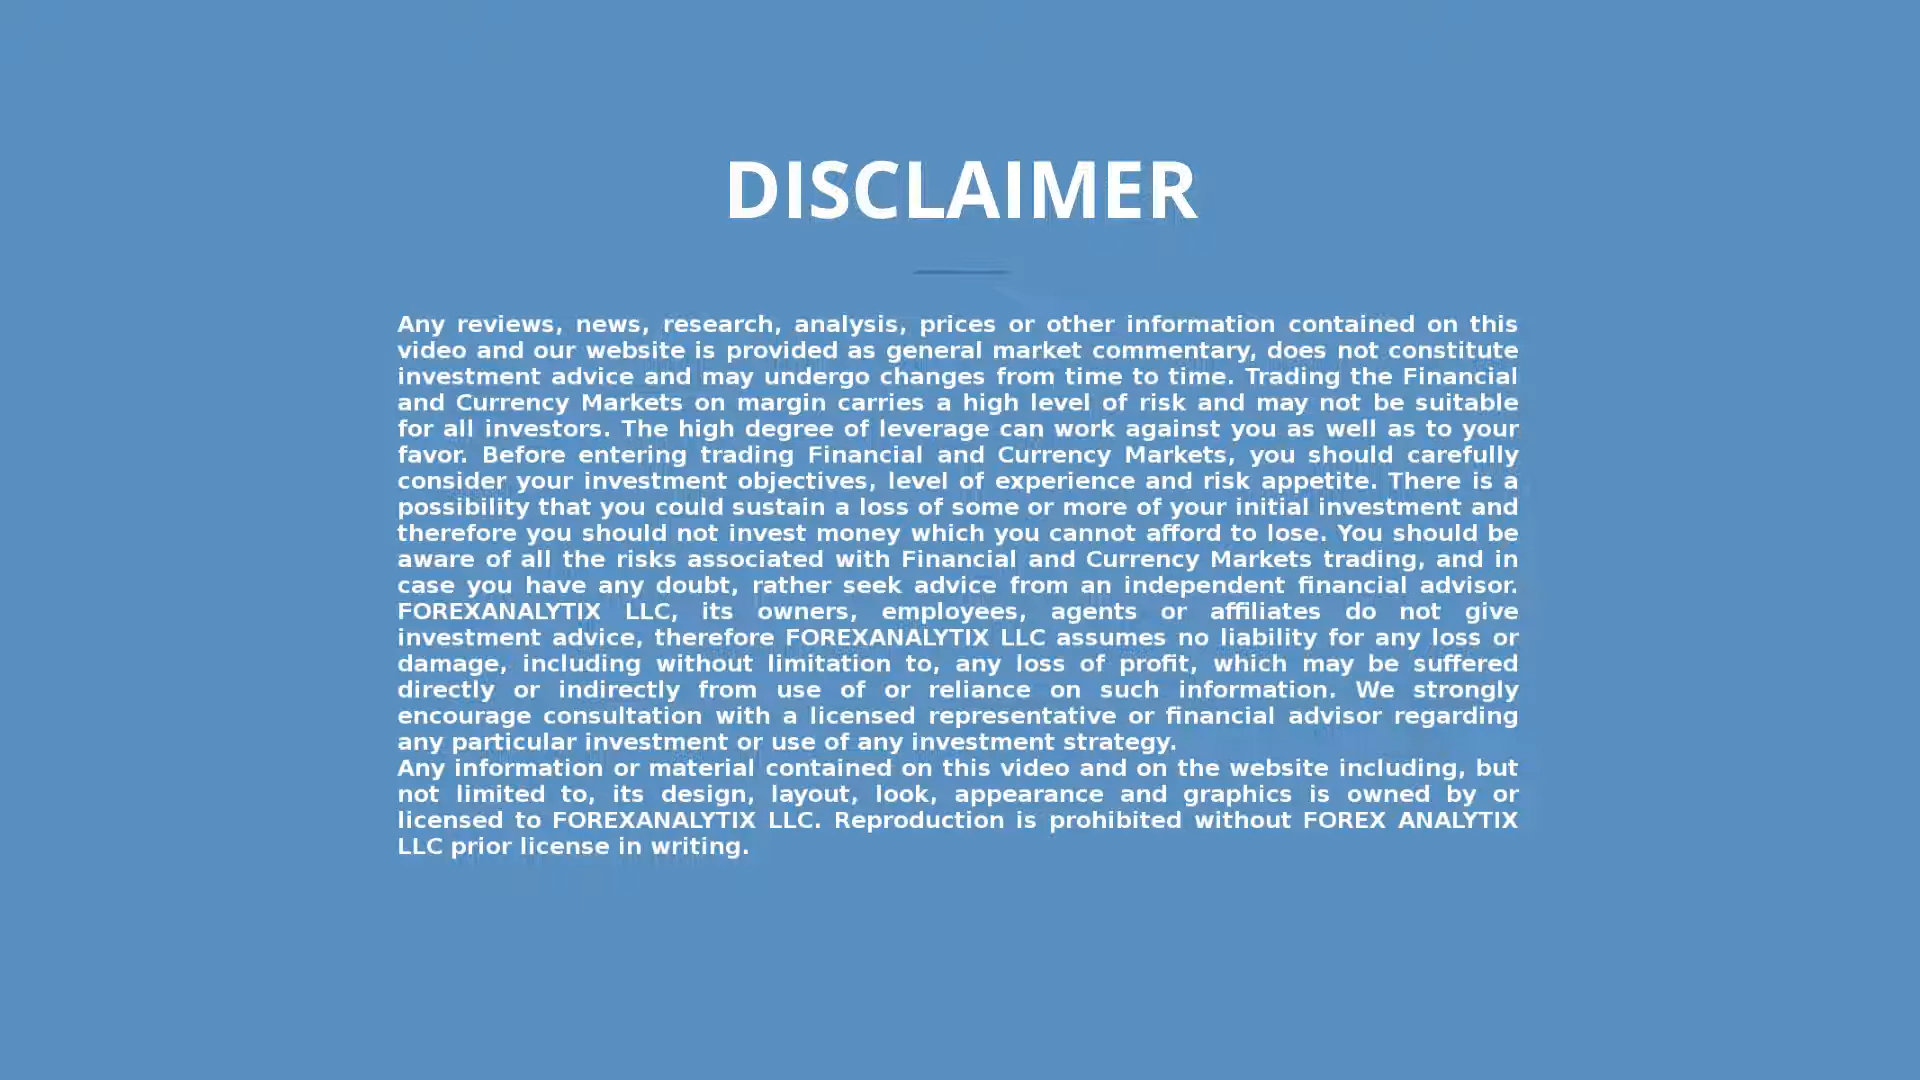 DISCLAIMER
Any reviews, news, research, analysis, prices or other information contained on this
video and our website is provided as general market commentary, does not constitute
investment advice and may undergo changes from time to time. Trading the Financial
and Currency Markets on margin carries a high level of risk and may not be suitable
for all investors. The high degree of leverage can work against you as well as to your
favor. Before entering trading Financial and Currency Markets, you should carefully
consider your investment objectives, level of experience and risk appetite. There is a
possibility that you could sustain a loss of some or more of your initial investment and
therefore you should not invest money which you cannot afford to lose. You should be
aware of all the risks associated with Financial and Currency Markets trading, and in
case you have any doubt, rather seek advice from an independent financial advisor.
FOREXANALYTIX LLC, its owners, employees, agents or affiliates do not give
investment advice, therefore FOREXANALYTIX LLC assumes no liability for any loss or
damage, including without limitation to, any loss of profit, which may be suffered
directly or indirectly from use of or reliance on such information. We strongly
encourage consultation with a licensed representative or financial advisor regarding
any particular investment or use of any investment strategy.
Any information or material contained on this video and on the website including, but
not limited to, its design, layout, look, appearance and graphics is owned by or
licensed to FOREXANALYTIX LLC. Reproduction is prohibited without FOREX ANALYTIX
LLC prior license in writing.